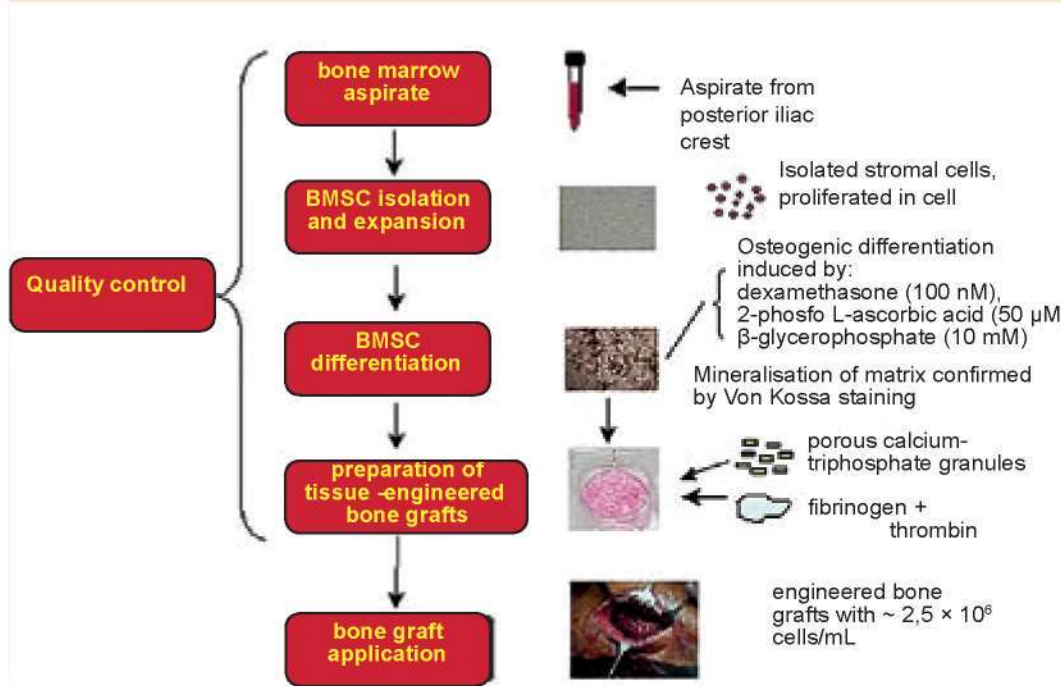 bone marrow
aspirate
Aspirate from
posterior iliac
crest
BMSC isolation
and expansion
Isolated stromal cells,
proliferated in cell
Quality control
BMSC
differentiation
Osteogenic differentiation
induced by:
dexamethasone (100 nM),
2-phosfo L-ascorbic acid (50 µM
β-glycerophosphate (10 mM)
Mineralisation of matrix confirmed
by Von Kossa staining
preparation of
tissue -engineered
bone grafts
porous calcium-
triphosphate granules
fibrinogen +
thrombin
bone graft
application
engineered bone
grafts with ~ 2,5 × 10⁶
cells/mL